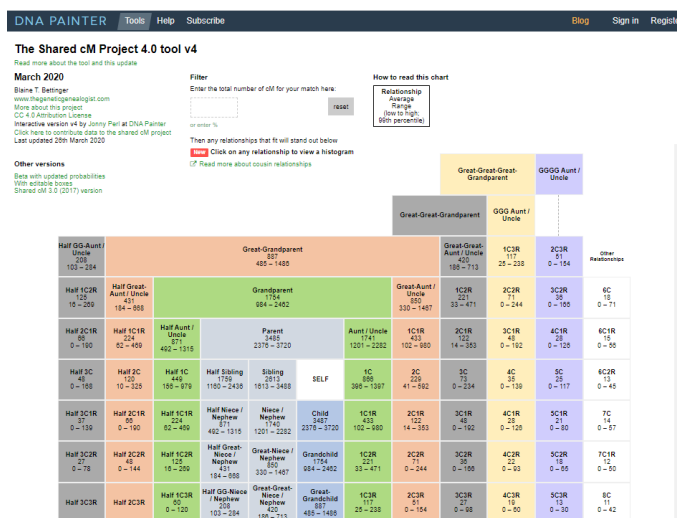 DNA PAINTER Tools Help Subscribe Blog Sign in Registe
The Shared cM Project 4.0 tool v4
Read more about the tool and this update
March 2020
Blaine T. Bettinger
www.thegeneticgenealogist.com
More about this project
CC 4.0 Attribution License
Interactive version v4 by Jonny Perl at DNA Painter
Click here to contribute data to the shared cM project
Last updated 26th March 2020
Other versions
Beta with updated probabilities
With editable boxes
Shared cM 3.0 (2017) version
Filter
Enter the total number of cM for your match here:
reset
or enter %
Then any relationships that fit will stand out below
New Click on any relationship to view a histogram
Read more about cousin relationships
How to read this chart
Relationship
Average
Range
(low to high;
99th percentile)
Great-Great-Great-
Grandparent
GGGG Aunt /
Uncle
Great-Great-Grandparent
GGG Aunt /
Uncle
Half GG-Aunt /
Uncle
208
103 – 284
Great-Grandparent
887
485 – 1486
Great-Great-
Aunt / Uncle
420
186 – 713
1C3R
117
25 – 238
2C3R
51
0 – 154
Other
Relationships
Half 1C2R
125
16 – 269
Half Great-
Aunt / Uncle
431
184 – 668
Grandparent
1754
984 – 2462
Great-Aunt /
Uncle
850
330 – 1467
1C2R
221
33 – 471
2C2R
71
0 – 244
3C2R
36
0 – 166
6C
18
0 – 71
Half 2C1R
66
0 – 190
Half 1C1R
224
62 – 469
Half Aunt /
Uncle
871
492 – 1315
Parent
3485
2376 – 3720
Aunt / Uncle
1741
1201 – 2282
1C1R
433
102 – 980
2C1R
122
14 – 353
3C1R
48
0 – 192
4C1R
28
0 – 126
6C1R
15
0 – 56
Half 3C
48
0 – 168
Half 2C
120
10 – 325
Half 1C
449
156 – 979
Half Sibling
1759
1160 – 2436
Sibling
2613
1613 – 3488
SELF
1C
866
396 – 1397
2C
229
41 – 592
3C
73
0 – 234
4C
35
0 – 139
5C
25
0 – 117
6C2R
13
0 – 45
Half 3C1R
37
0 – 139
Half 2C1R
66
0 – 190
Half 1C1R
224
62 – 469
Half Niece /
Nephew
871
492 – 1315
Niece /
Nephew
1740
1201 – 2282
Child
3487
2376 – 3720
1C1R
433
102 – 980
2C1R
122
14 – 353
3C1R
48
0 – 192
4C1R
28
0 – 126
5C1R
21
0 – 80
7C
14
0 – 57
Half 3C2R
27
0 – 78
Half 2C2R
48
0 – 144
Half 1C2R
125
16 – 269
Half Great-
Niece /
Nephew
431
184 – 668
Great-
Niece /
Nephew
850
330 – 1467
Grandchild
1754
984 – 2462
1C2R
221
33 – 471
2C2R
71
0 – 244
3C2R
36
0 – 166
4C2R
22
0 – 93
5C2R
18
0 – 65
7C1R
12
0 – 50
Half 3C3R
Half 2C3R
Half 1C3R
60
0 – 120
Half GG-Niece
/ Nephew
208
103 – 284
Great-Great-
Niece /
Nephew
420
186 – 713
Great-
Grandchild
887
485 – 1486
1C3R
117
25 – 238
2C3R
51
0 – 154
3C3R
27
0 – 98
4C3R
19
0 – 60
5C3R
13
0 – 30
8C
11
0 – 42